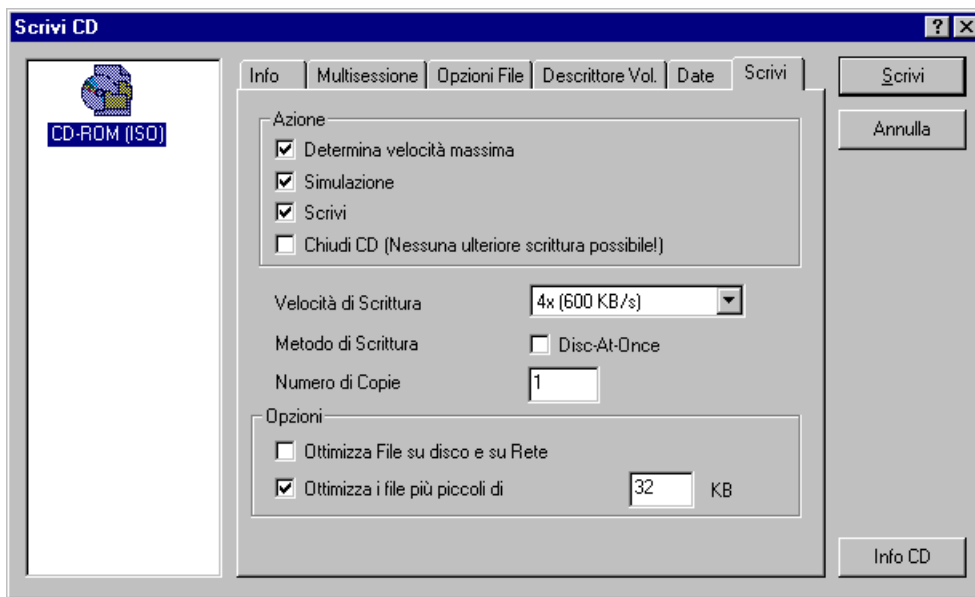 Scrivi CD
CD-ROM (ISO)
Info Multisessione Opzioni File Descrittore Vol. Date Scrivi
Azione
Determina velocità massima
Simulazione
Scrivi
Chiudi CD (Nessuna ulteriore scrittura possibile!)
Velocità di Scrittura 4x (600 KB/s)
Metodo di Scrittura Disc-At-Once
Numero di Copie 1
Opzioni
Ottimizza File su disco e su Rete
Ottimizza i file più piccoli di 32 KB
Scrivi
Annulla
Info CD